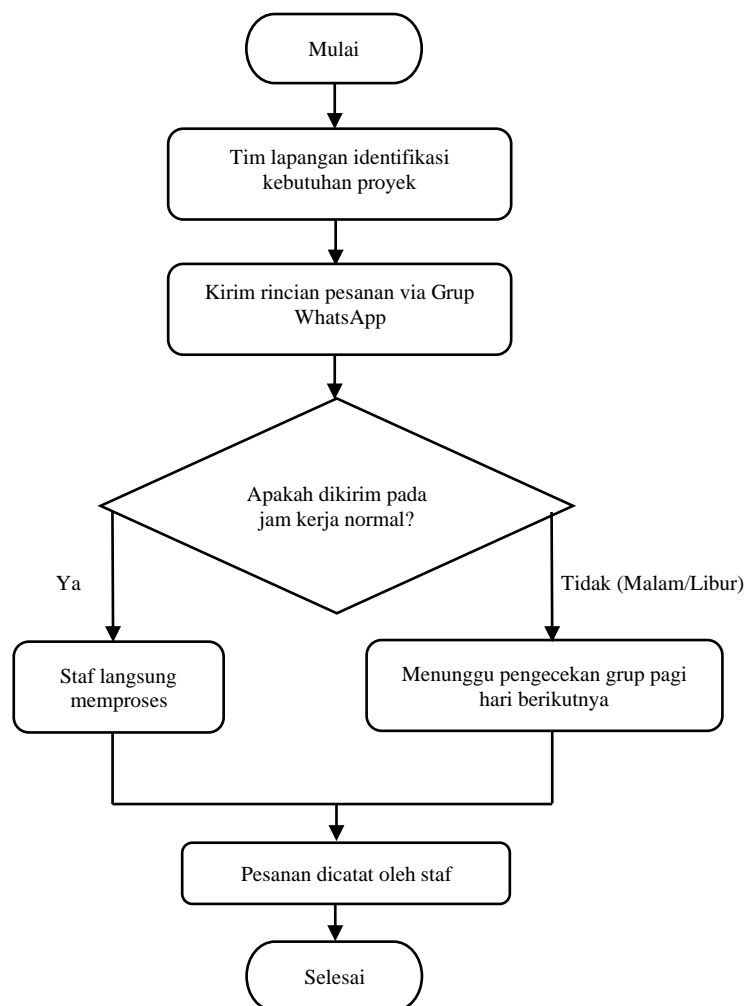 Mulai
Tim lapangan identifikasi
kebutuhan proyek
Kirim rincian pesanan via Grup
WhatsApp
Apakah dikirim pada
jam kerja normal?
Ya
Tidak (Malam/Libur)
Staf langsung
memproses
Menunggu pengecekan grup pagi
hari berikutnya
Pesanan dicatat oleh staf
Selesai